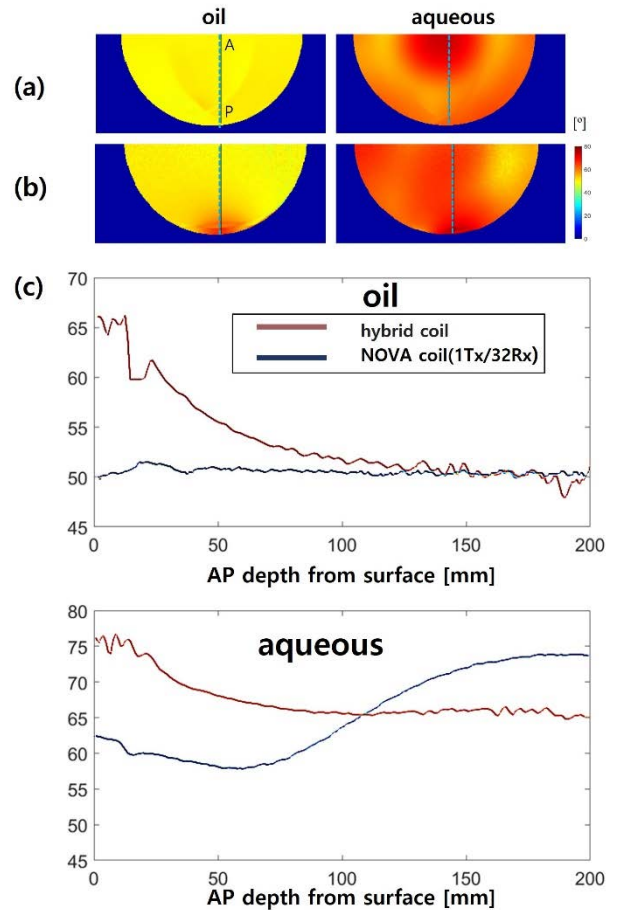 oil aqueous
(a)
A
P
[º]
(b)
80
60
40
20
0
(c)
oil
hybrid coil
NOVA coil(1Tx/32Rx)
70
65
60
55
50
45
0 50 100 150 200
AP depth from surface [mm]
aqueous
80
75
70
65
60
55
50
45
0 50 100 150 200
AP depth from surface [mm]